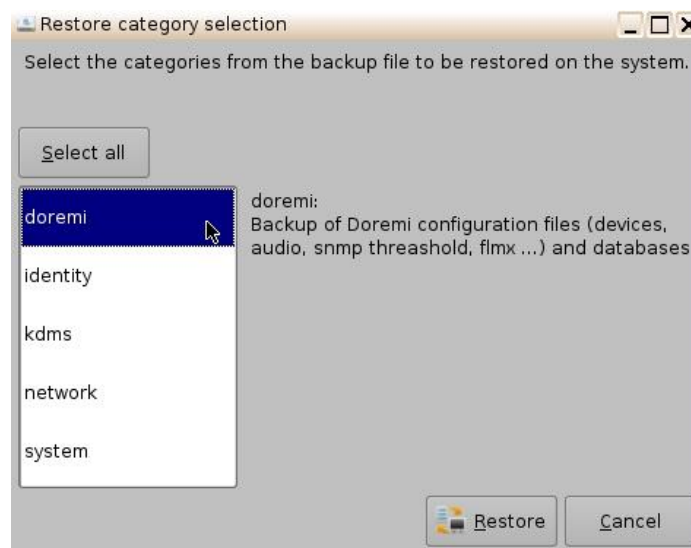 Restore category selection
Select the categories from the backup file to be restored on the system.
Select all
doremi
identity
kdms
network
system
doremi:
Backup of Doremi configuration files (devices,
audio, snmp threashold, flmx ...) and databases
Restore
Cancel